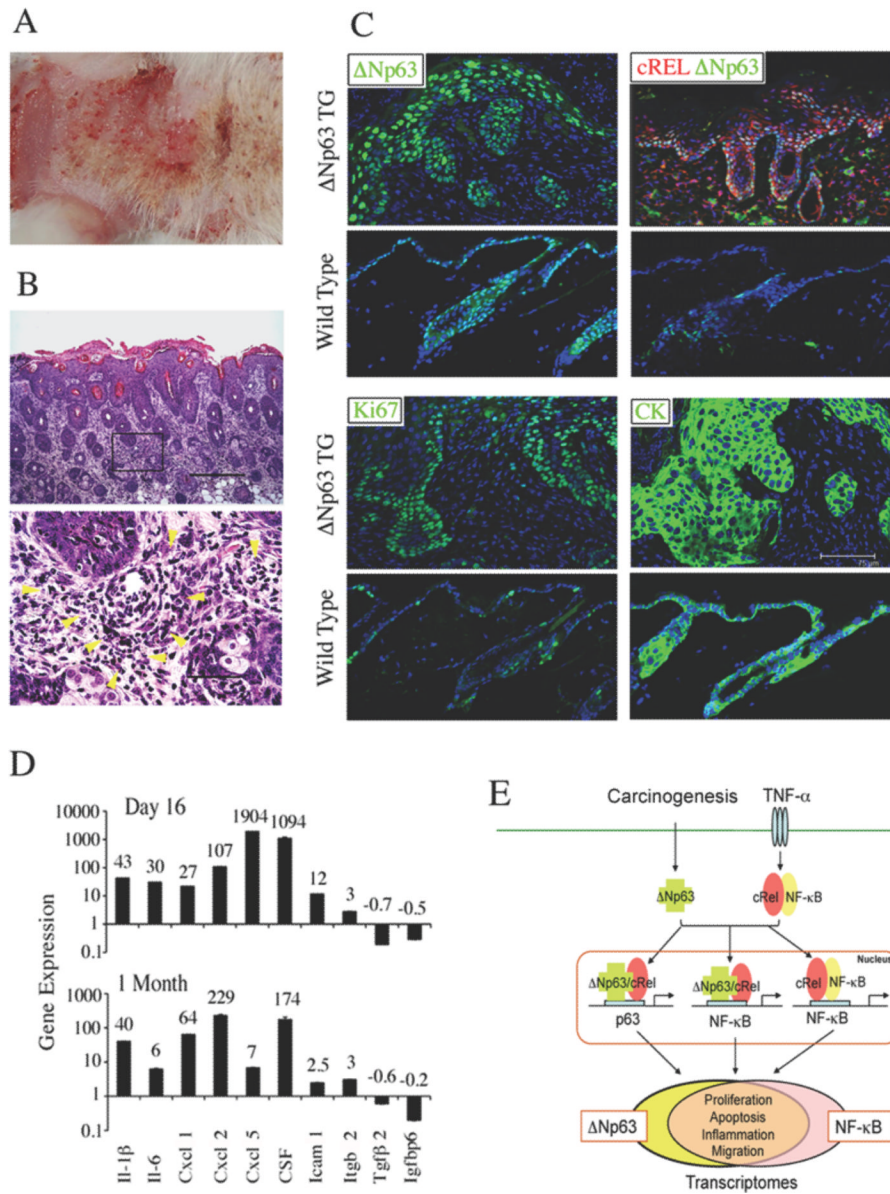 A
B
C
ΔNp63
cREL ΔNp63
ΔNp63 TG
Wild Type
Ki67
CK
ΔNp63 TG
75μm
Wild Type
D
Gene Expression
Day 16
10000
1000
100
10
1
0.1
43
30
27
107
1904
1094
12
3
-0.7
-0.5
1 Month
1000
100
10
1
0.1
40
6
64
229
7
174
2.5
3
-0.6
-0.2
Il-1β
Il-6
Cxcl 1
Cxcl 2
Cxcl 5
CSF
Icam 1
Itgb 2
Tgfβ 2
Igfbp6
E
Carcinogenesis
TNF-α
ΔNp63
cRel
NF-κB
Nucleus
ΔNp63/cRel
p63
ΔNp63/cRel
NF-κB
cRel
NF-κB
NF-κB
ΔNp63
Proliferation
Apoptosis
Inflammation
Migration
NF-κB
Transcriptomes